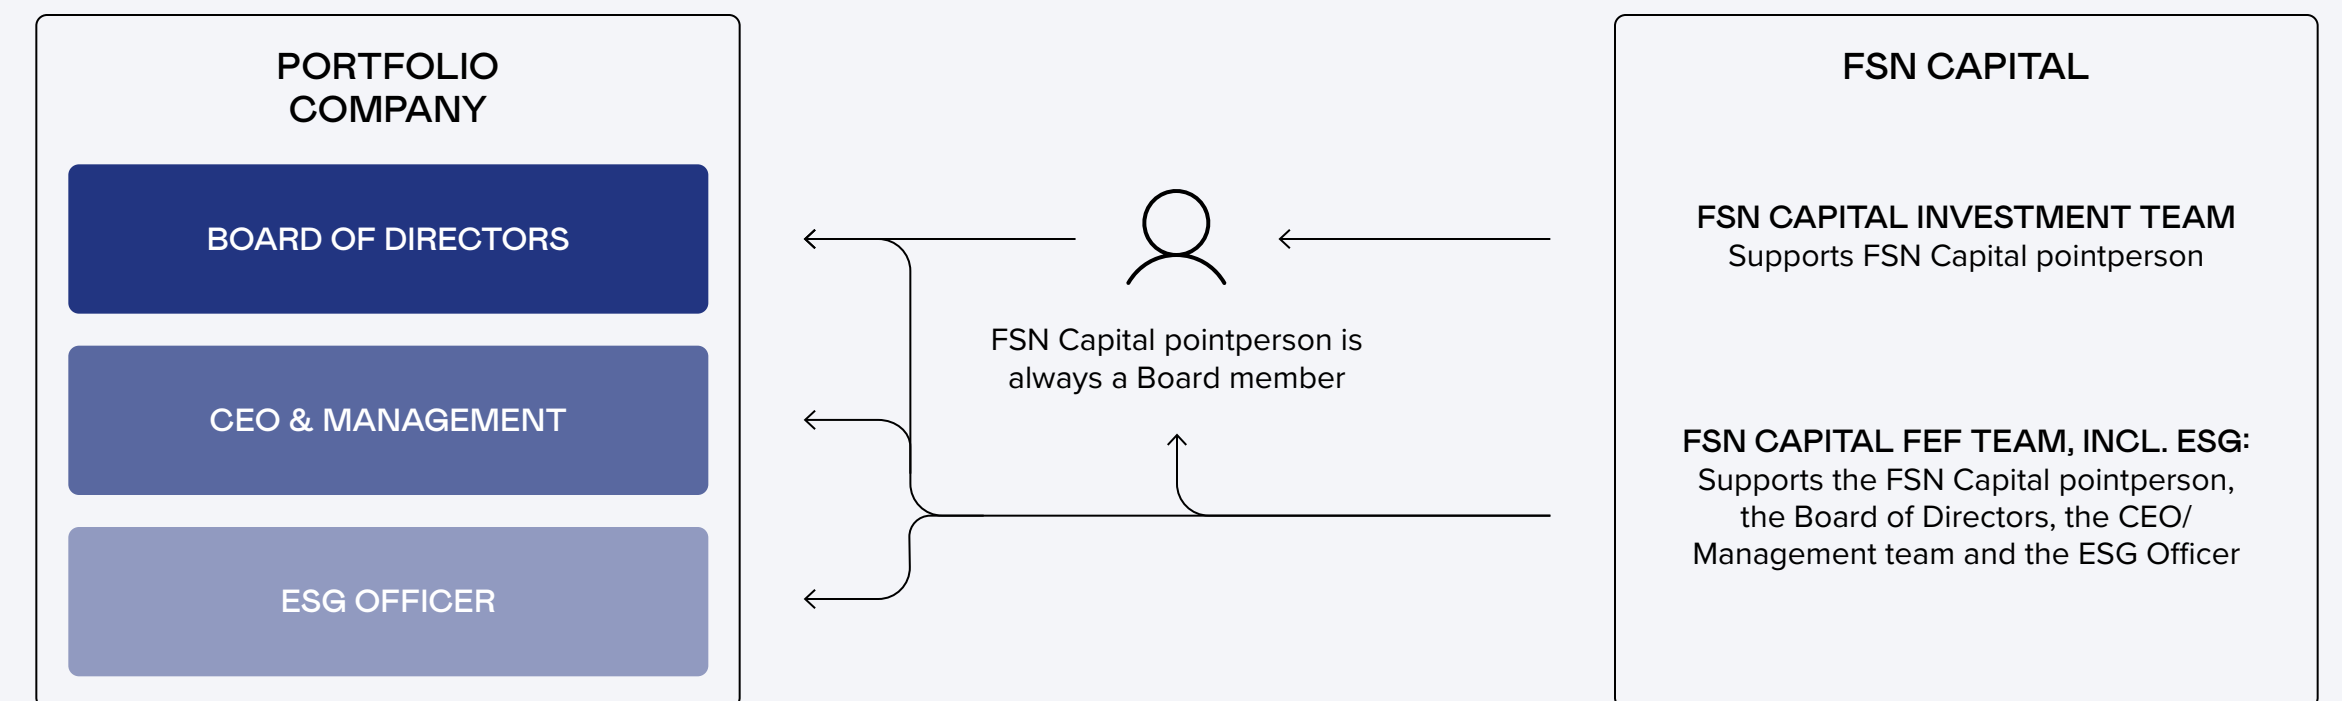 PORTFOLIO
COMPANY
BOARD OF DIRECTORS
CEO & MANAGEMENT
ESG OFFICER
FSN Capital pointperson is
always a Board member
FSN CAPITAL
FSN CAPITAL INVESTMENT TEAM
Supports FSN Capital pointperson
FSN CAPITAL FEF TEAM, INCL. ESG:
Supports the FSN Capital pointperson,
the Board of Directors, the CEO/
Management team and the ESG Officer